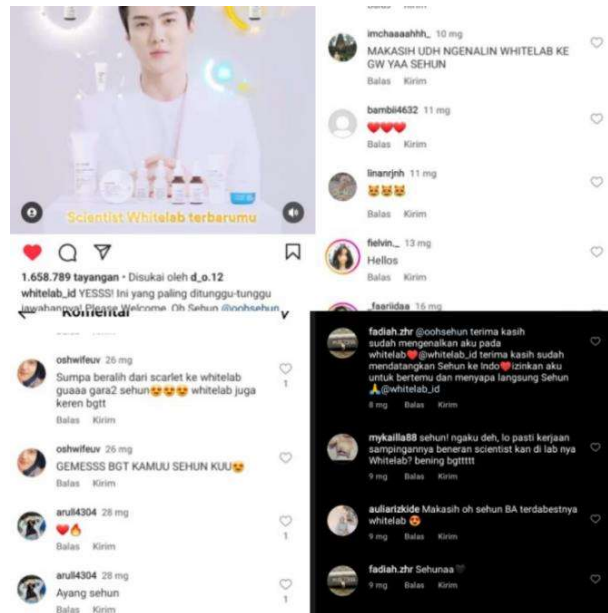 Scientist Whitelab terbarumu
1.658.789 tayangan • Disukai oleh d_o.12
whitelab_id YESSS! Ini yang paling ditunggu-tunggu
jawabannya! Please Welcome, Oh Sehun @oohsehun
imchaaaahhh_ 10 mg
MAKASIH UDH NGENALIN WHITELAB KE
GW YAA SEHUN
Balas Kirim
bambli4632 11 mg
❤️❤️❤️
Balas Kirim
linanrjnh 11 mg
😻😻😻
Balas Kirim
fielvin._ 13 mg
Hellos
Balas Kirim
_faariidaa 16 mg
Komentar
oshwifeuv 26 mg
Sumpa beralih dari scarlet ke whitelab
guaaa gara2 sehun😍😍😍 whitelab juga
keren bgtt
Balas Kirim
1
oshwifeuv 26 mg
GEMESSS BGT KAMUU SEHUN KUU😍
Balas Kirim
arull4304 28 mg
❤️🔥
Balas Kirim
1
arull4304 28 mg
Ayang sehun
Balas Kirim
1
fadiah.zhr @oohsehun terima kasih
sudah mengenalkan aku pada
whitelab❤️@whitelab_id terima kasih sudah
mendatangkan Sehun ke Indo❤️izinkan aku
untuk bertemu dan menyapa langsung Sehun
🙏@whitelab_id
8 mg Balas Kirim
mykailla88 sehun! ngaku deh, lo pasti kerjaan
sampingannya beneran scientist kan di lab nya
Whitelab? bening bgttttt
9 mg Balas Kirim
auliarizkide Makasih oh sehun BA terdabestnya
whitelab 😍
9 mg Balas Kirim
fadiah.zhr Sehunaa🖤
9 mg Balas Kirim